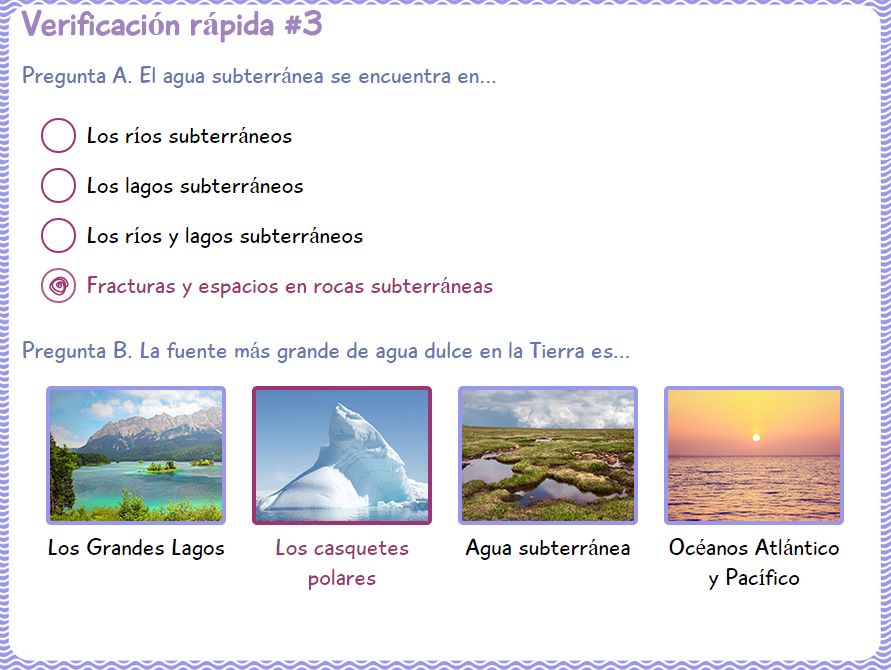 Verificación rápida #3
Pregunta A. El agua subterránea se encuentra en...
Los ríos subterráneos
Los lagos subterráneos
Los ríos y lagos subterráneos
Fracturas y espacios en rocas subterráneas
Pregunta B. La fuente más grande de agua dulce en la Tierra es...
Los Grandes Lagos
Los casquetes
polares
Agua subterránea
Océanos Atlántico
y Pacífico